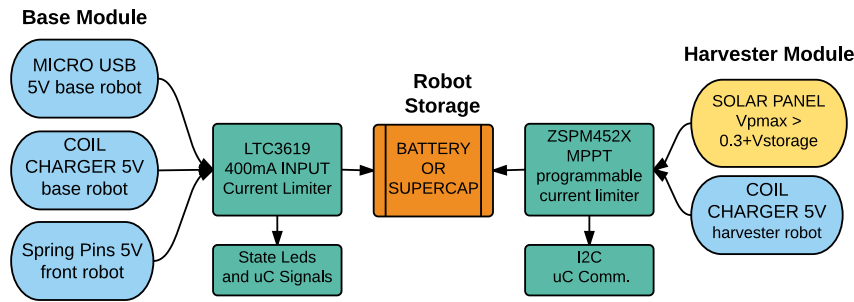 Base Module
MICRO USB
5V base robot
COIL
CHARGER 5V
base robot
Spring Pins 5V
front robot
LTC3619
400mA INPUT
Current Limiter
State Leds
and uC Signals
Robot
Storage
BATTERY
OR
SUPERCAP
ZSPM452X
MPPT
programmable
current limiter
I2C
uC Comm.
Harvester Module
SOLAR PANEL
Vpmax >
0.3+Vstorage
COIL
CHARGER 5V
harvester robot